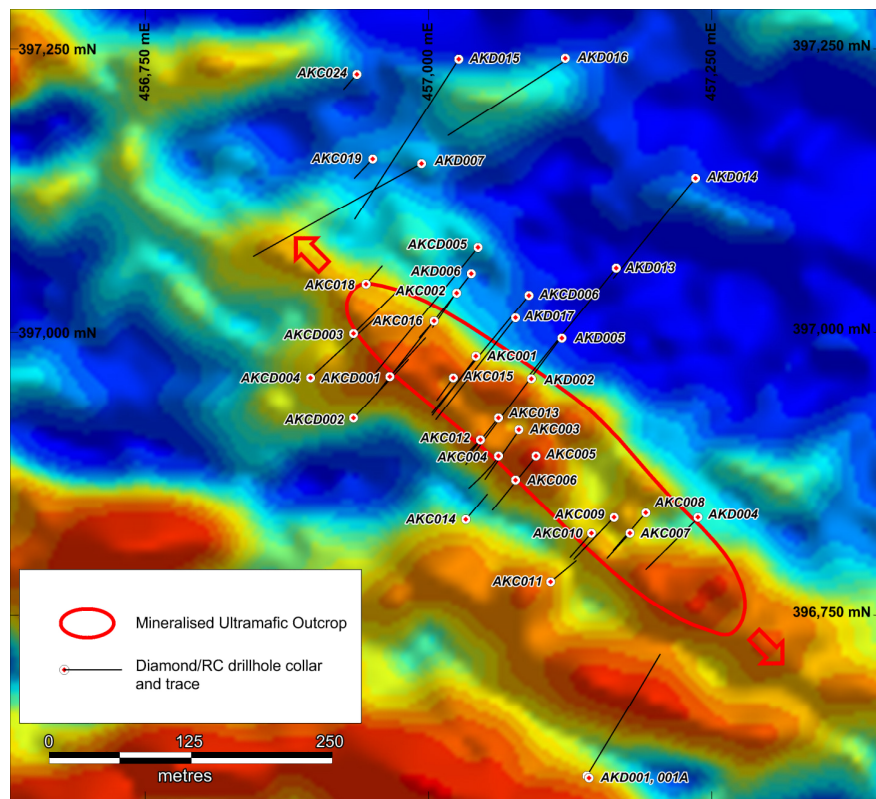 397,250 mN
456,750 mE
457,000 mE
457,250 mE
397,250 mN
AKD015
AKD016
AKC024
AKC019
AKD007
AKD014
AKCD005
AKD006
AKD013
AKC018
AKC002
AKCD006
AKC016
AKD017
397,000 mN
AKCD003
AKD005
397,000 mN
AKC001
AKCD004
AKCD001
AKC015
AKD002
AKCD002
AKC013
AKC003
AKC012
AKC004
AKC005
AKC006
AKC014
AKC009
AKC008
AKD004
AKC010
AKC007
AKC011
396,750 mN
Mineralised Ultramafic Outcrop
Diamond/RC drillhole collar
and trace
0
125
250
metres
AKD001, 001A